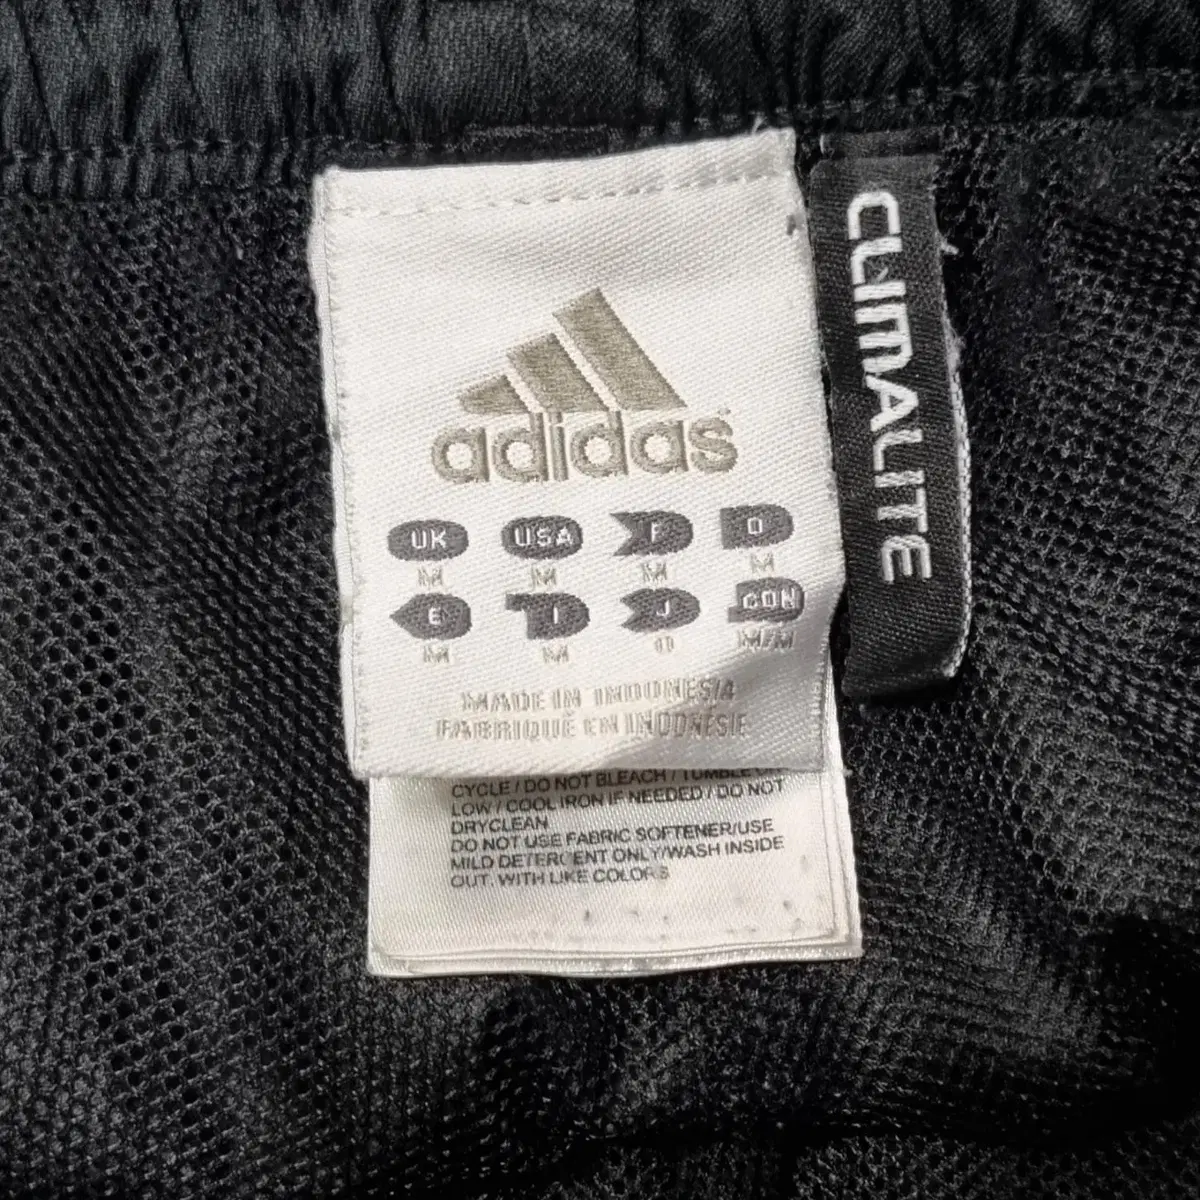 adidas
UK USA F D
M M M M
E I J CDN
M M O M/M
MADE IN INDONESIA
FABRIQUÉ EN INDONÉSIE
CYCLE / DO NOT BLEACH / TUMBLE
LOW / COOL IRON IF NEEDED / DO NOT
DRYCLEAN
DO NOT USE FABRIC SOFTENER/USE
MILD DETERGENT ONLY/WASH INSIDE
OUT. WITH LIKE COLORS
CLIMALITE